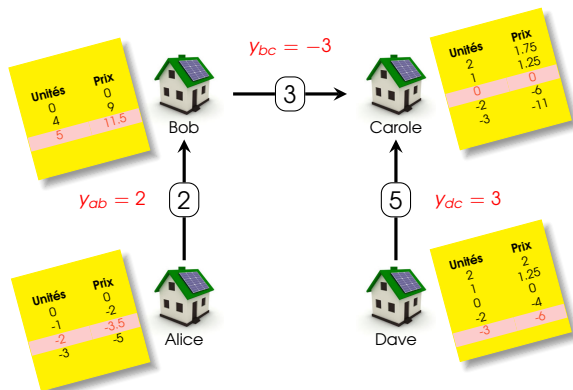 y_bc = −3
Unités Prix
0 0
4 9
5 11.5
Bob
3
Carole
Unités Prix
2 1.75
1 1.25
0 0
-2 -6
-3 -11
y_ab = 2
2
5
y_dc = 3
Unités Prix
0 0
-1 -2
-2 -3.5
-3 -5
Alice
Dave
Unités Prix
2 2
1 1.25
0 0
-2 -4
-3 -6